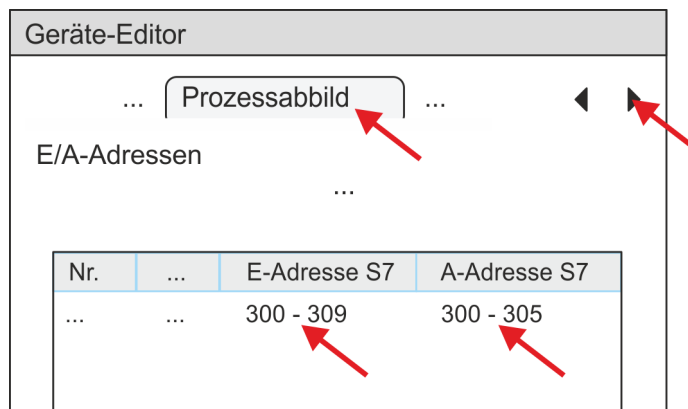 Geräte-Editor
... Prozessabbild ...
E/A-Adressen
...
Nr. ... E-Adresse S7 A-Adresse S7
... ... 300 - 309 300 - 305